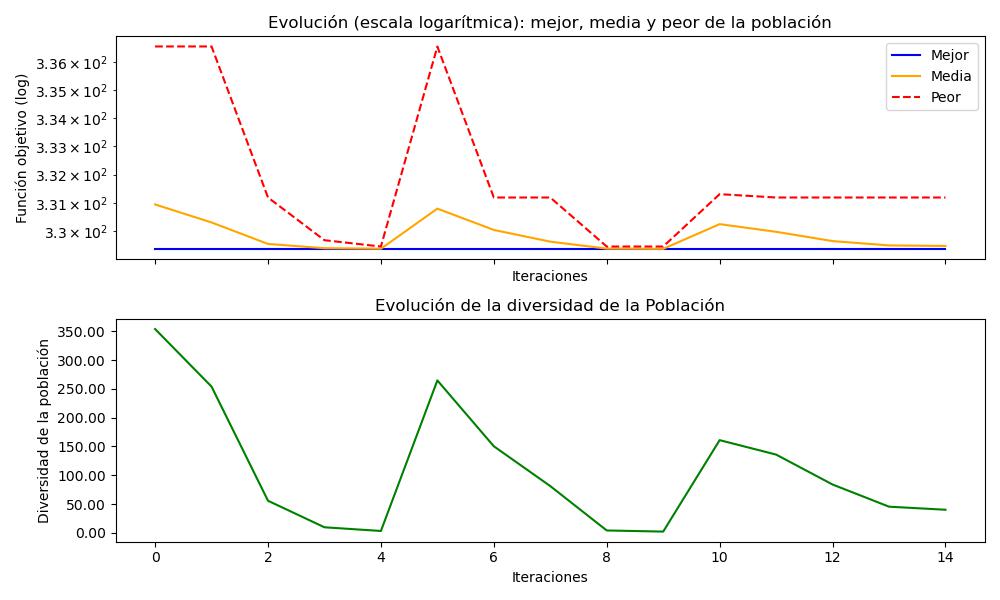 Evolución (escala logarítmica): mejor, media y peor de la población
Función objetivo (log)
3.36 × 10²
3.35 × 10²
3.34 × 10²
3.33 × 10²
3.32 × 10²
3.31 × 10²
3.3 × 10²
Mejor
Media
Peor
Iteraciones
Evolución de la diversidad de la Población
Diversidad de la población
350.00
300.00
250.00
200.00
150.00
100.00
50.00
0.00
0 2 4 6 8 10 12 14
Iteraciones